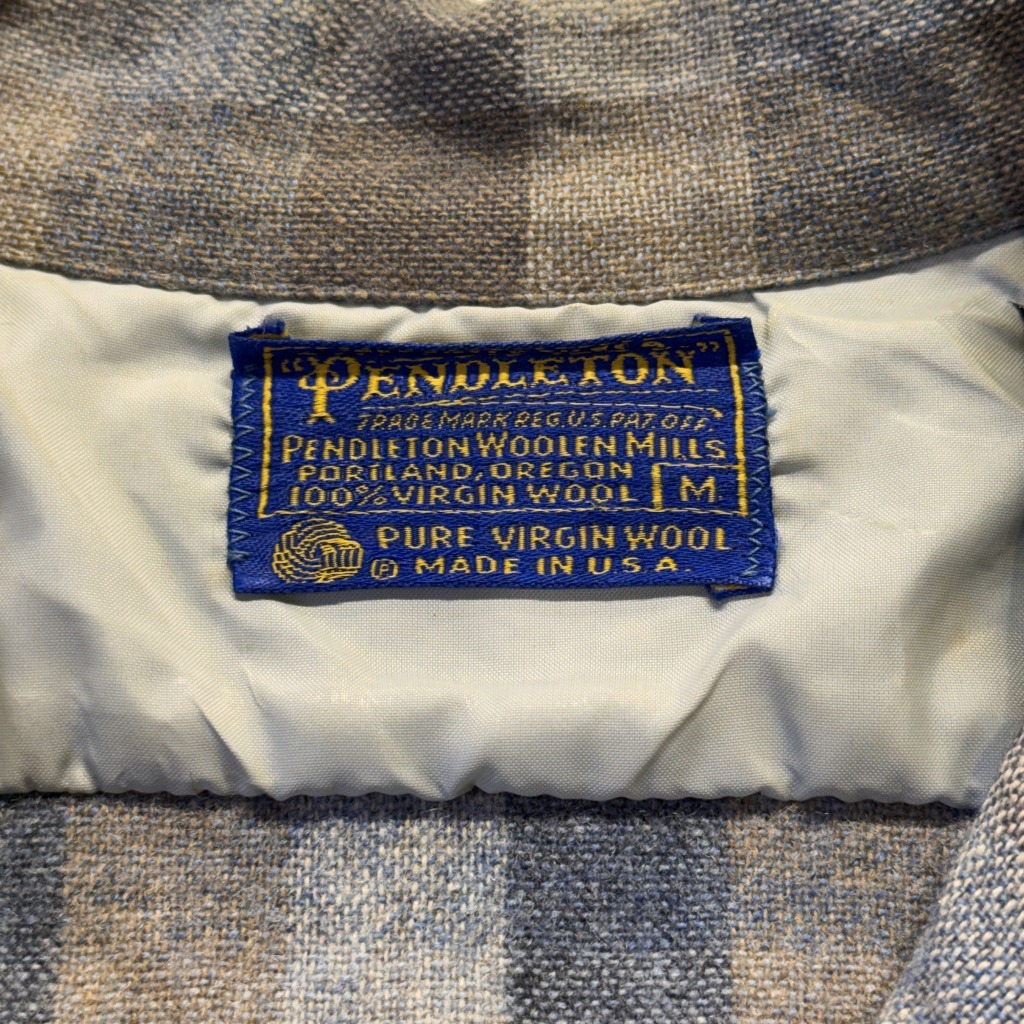 "PENDLETON"
TRADE MARK REG. U.S. PAT. OFF.
PENDLETON WOOLEN MILLS
PORTLAND, OREGON
100% VIRGIN WOOL M
PURE VIRGIN WOOL
Ⓟ MADE IN U S A.